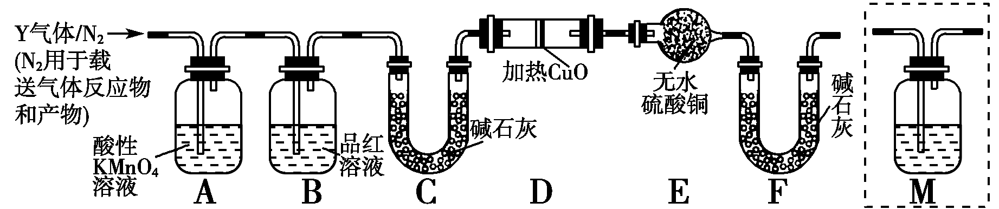 Y气体/N₂
(N₂用于载
送气体反应物
和产物)
酸性
KMnO₄
溶液
品红
溶液
碱石灰
加热CuO
无水
硫酸铜
碱
石
灰
A
B
C
D
E
F
M